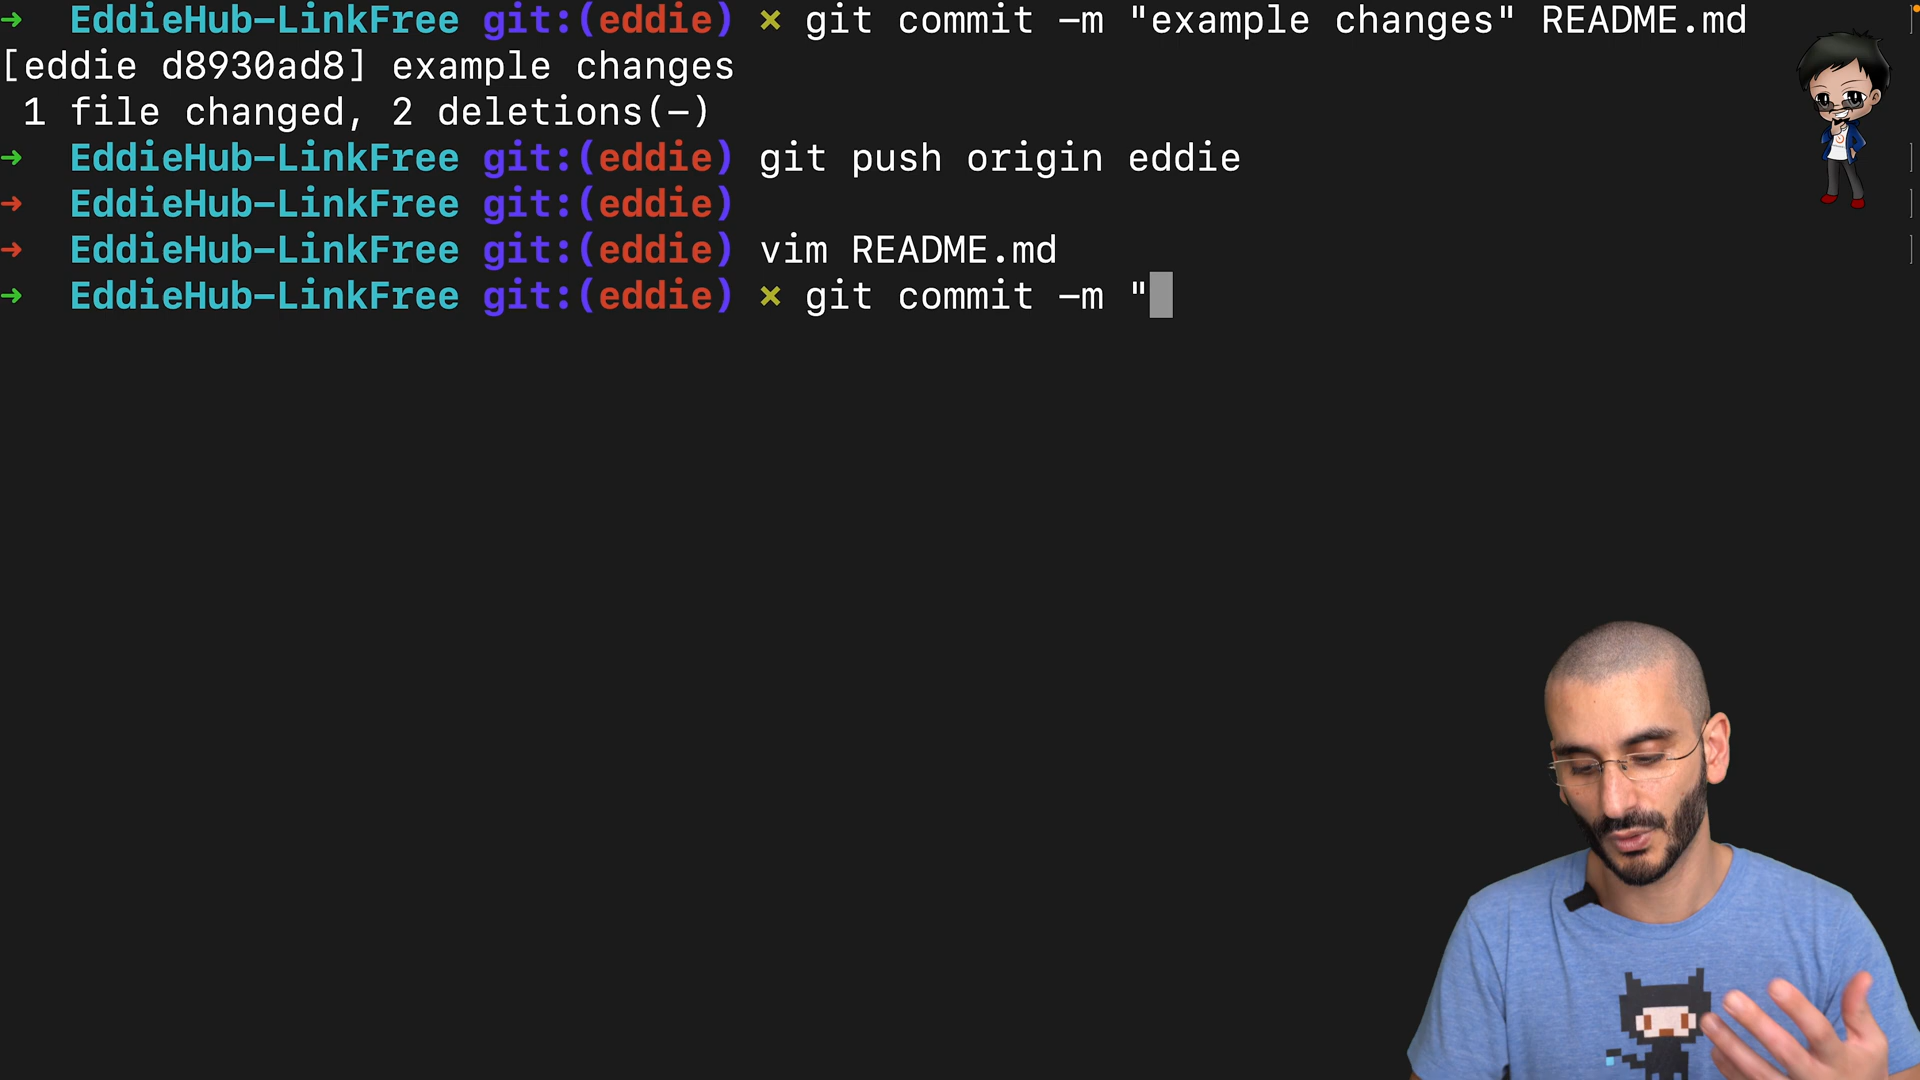 ➜ EddieHub-LinkFree git:(eddie) ✗ git commit -m "example changes" README.md
[eddie d8930ad8] example changes
1 file changed, 2 deletions(-)
➜ EddieHub-LinkFree git:(eddie) git push origin eddie
➜ EddieHub-LinkFree git:(eddie)
➜ EddieHub-LinkFree git:(eddie) vim README.md
➜ EddieHub-LinkFree git:(eddie) ✗ git commit -m "